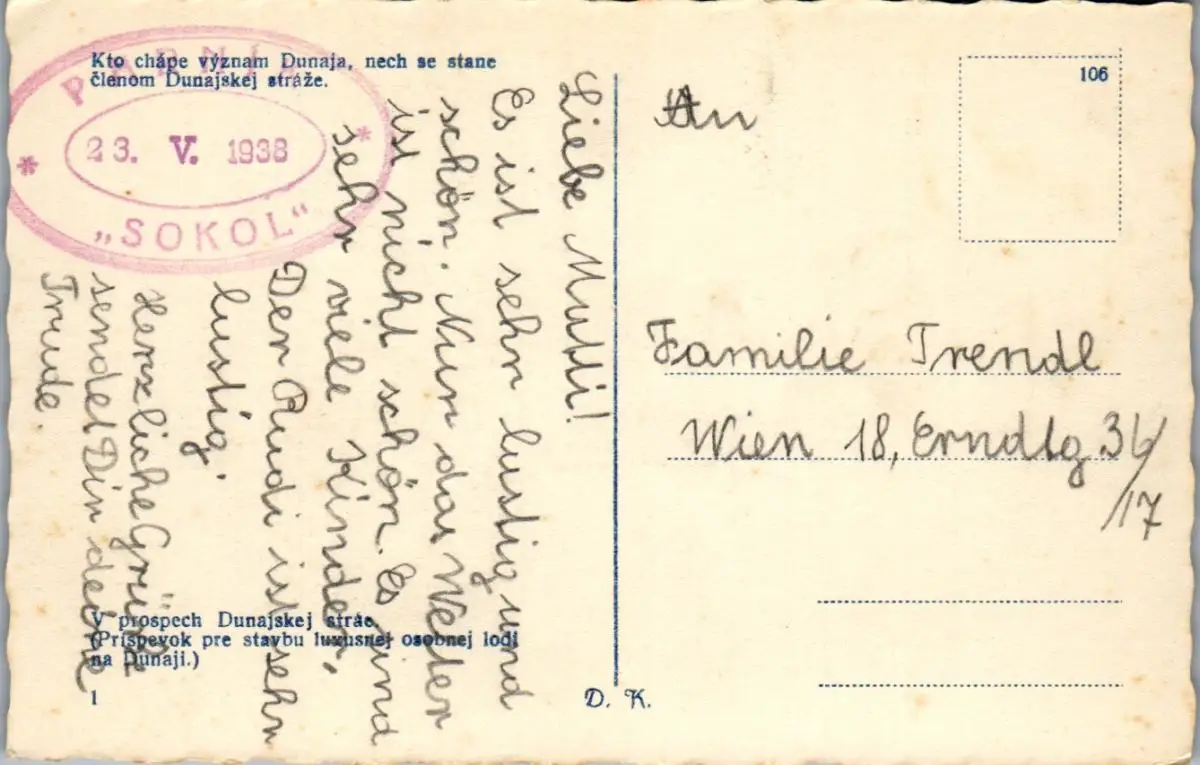 Kto chápe význam Dunaja, nech se stane
členom Dunajskej stráže.
PARNÍK
* 23. V. 1938 *
„SOKOL“
Liebe Mutti!
Es ist sehr lustig und
schön. Nur das Wetter
ist nicht schön. Es sind
sehr viele Kinder,
Der Rudi ist sehr
lustig.
Herzliche Grüße
sendet Dir deine
Trude.
V prospech Dunajskej stráe.
(Príspevok pre stavbu luxusnej osobnej lodi
na Dunaji.)
1
D. K.
106
An
Familie Trendl
Wien 18, Erndtg 36/
/17